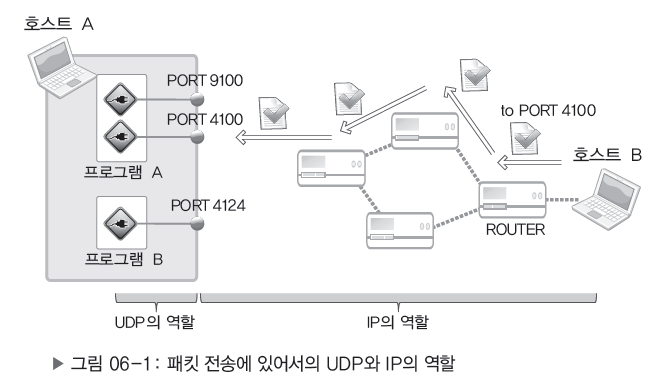 호스트 A
PORT 9100
PORT 4100
to PORT 4100
호스트 B
프로그램 A
PORT 4124
ROUTER
프로그램 B
UDP의 역할
IP의 역할
▶ 그림 06-1: 패킷 전송에 있어서의 UDP와 IP의 역할